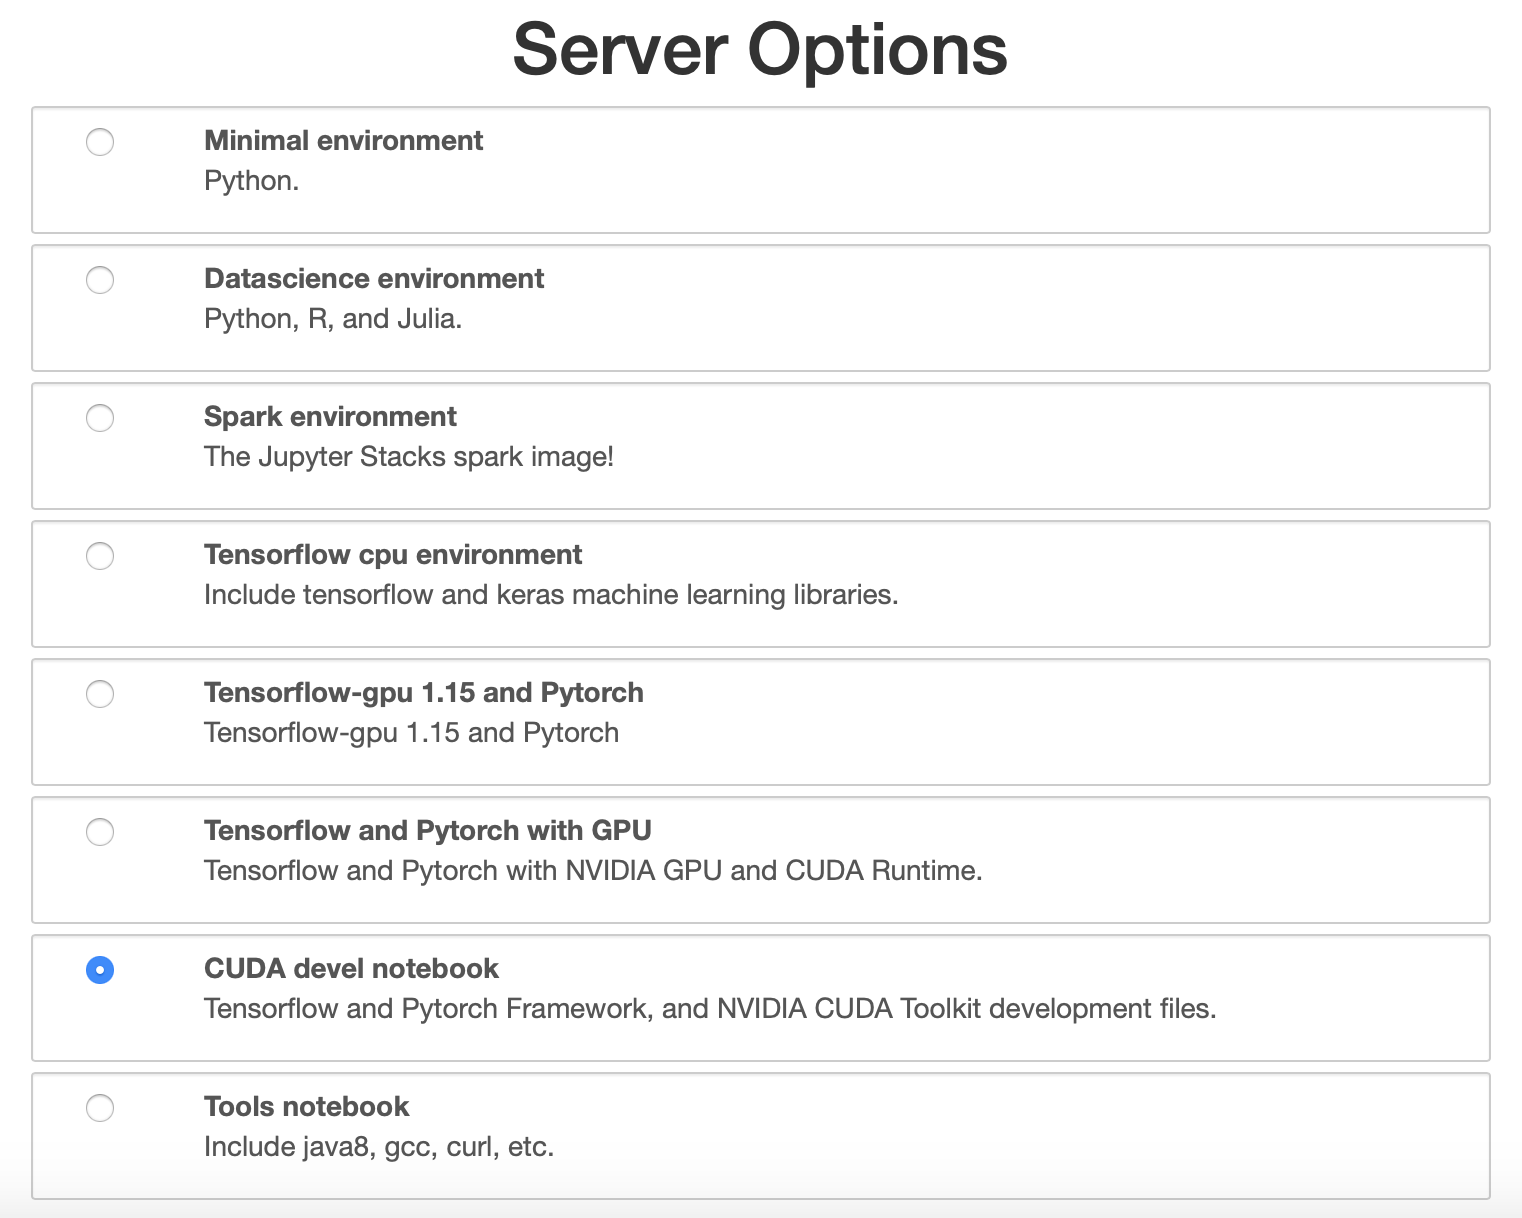 Server Options
Minimal environment
Python.
Datascience environment
Python, R, and Julia.
Spark environment
The Jupyter Stacks spark image!
Tensorflow cpu environment
Include tensorflow and keras machine learning libraries.
Tensorflow-gpu 1.15 and Pytorch
Tensorflow-gpu 1.15 and Pytorch
Tensorflow and Pytorch with GPU
Tensorflow and Pytorch with NVIDIA GPU and CUDA Runtime.
CUDA devel notebook
Tensorflow and Pytorch Framework, and NVIDIA CUDA Toolkit development files.
Tools notebook
Include java8, gcc, curl, etc.